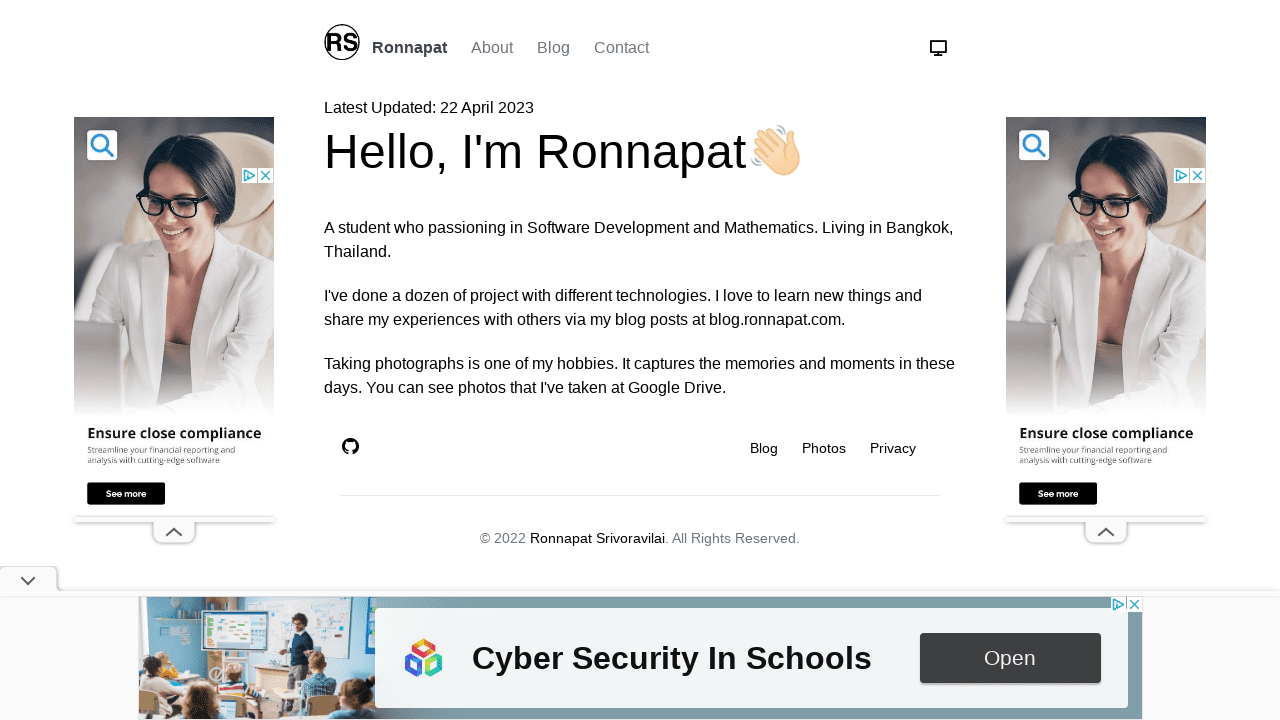 RS Ronnapat About Blog Contact
Latest Updated: 22 April 2023
Hello, I'm Ronnapat
A student who passioning in Software Development and Mathematics. Living in Bangkok,
Thailand.
I've done a dozen of project with different technologies. I love to learn new things and
share my experiences with others via my blog posts at blog.ronnapat.com.
Taking photographs is one of my hobbies. It captures the memories and moments in these
days. You can see photos that I've taken at Google Drive.
Blog Photos Privacy
© 2022 Ronnapat Srivoravilai. All Rights Reserved.
Ensure close compliance
Streamline your financial reporting and
analysis with cutting-edge software
See more
Ensure close compliance
Streamline your financial reporting and
analysis with cutting-edge software
See more
Cyber Security In Schools
Open